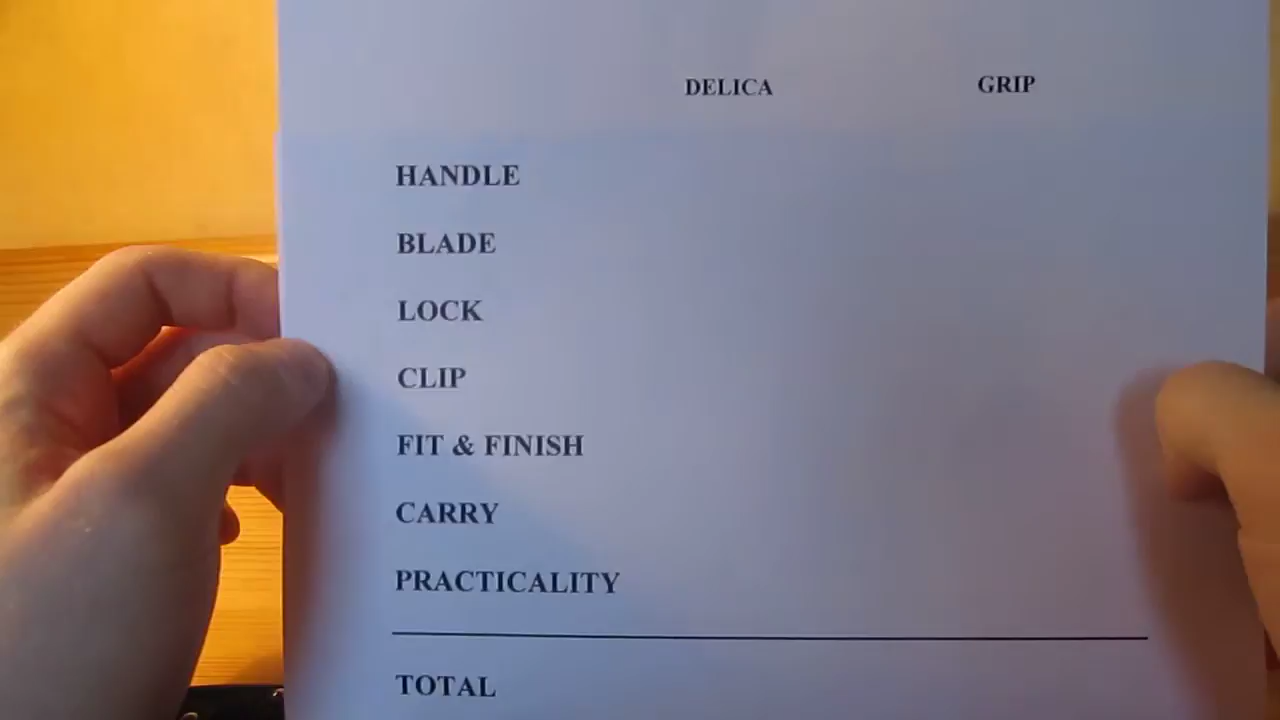 DELICA GRIP
HANDLE
BLADE
LOCK
CLIP
FIT & FINISH
CARRY
PRACTICALITY
TOTAL